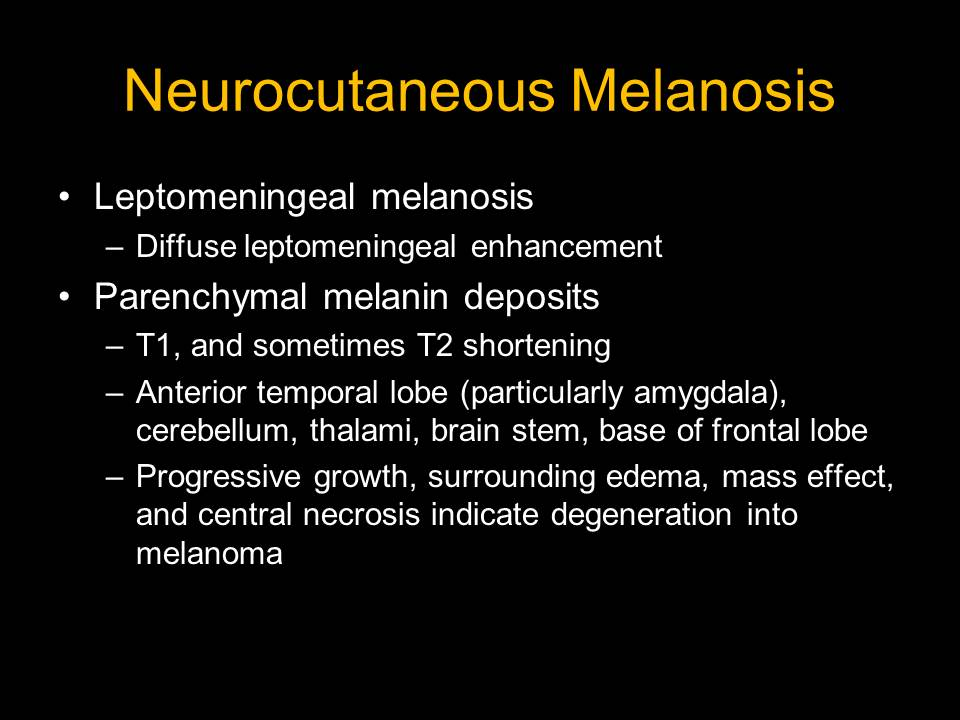 Neurocutaneous Melanosis
• Leptomeningeal melanosis
– Diffuse leptomeningeal enhancement
• Parenchymal melanin deposits
– T1, and sometimes T2 shortening
– Anterior temporal lobe (particularly amygdala),
cerebellum, thalami, brain stem, base of frontal lobe
– Progressive growth, surrounding edema, mass effect,
and central necrosis indicate degeneration into
melanoma